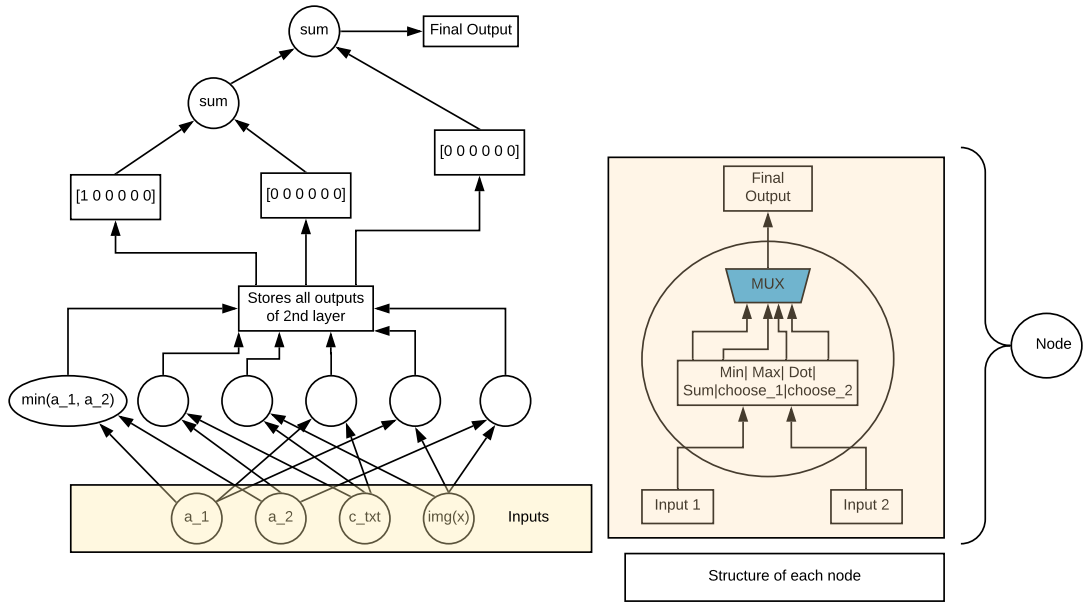 sum
Final Output
sum
[0 0 0 0 0 0]
[1 0 0 0 0 0]
[0 0 0 0 0 0]
Stores all outputs
of 2nd layer
min(a_1, a_2)
a_1
a_2
c_txt
img(x)
Inputs
Final
Output
MUX
Min| Max| Dot|
Sum|choose_1|choose_2
Input 1
Input 2
Structure of each node
Node